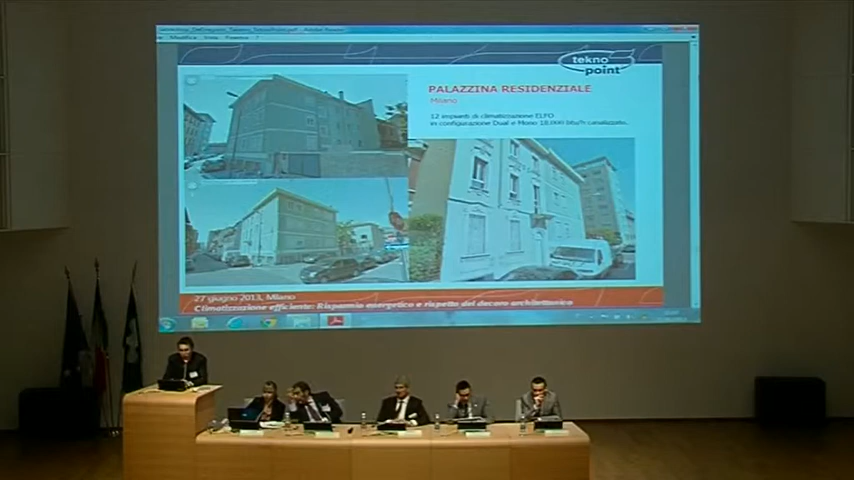 tekno
point
PALAZZINA RESIDENZIALE
Milano
12 impianti di climatizzazione ELFO
in configurazione Dual e Mono 18.000 btu/h canalizzato.
27 giugno 2013, Milano
Climatizzazione efficiente: Risparmio energetico e rispetto del decoro architettonico